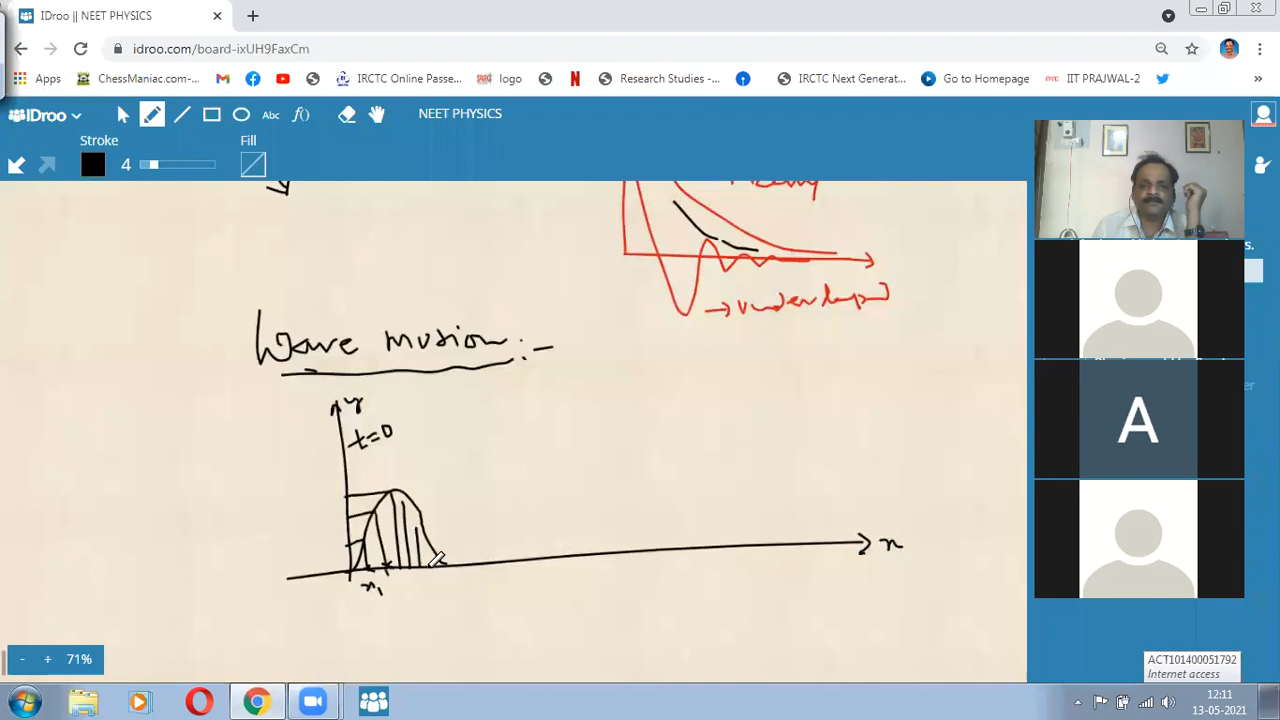 IDroo || NEET PHYSICS
idroo.com/board-ixUH9FaxCm
Apps
ChessManiac.com-...
IRCTC Online Passe...
logo
Research Studies -...
IRCTC Next Generat...
Go to Homepage
IIT PRAJWAL-2
»
IDroo
Abc
f()
NEET PHYSICS
Stroke
Fill
4
→ Underdamped
Wave motion :-
y
t=0
x
x1
s.
A
- + 71%
ACT101400051792
Internet access
12:11
13-05-2021